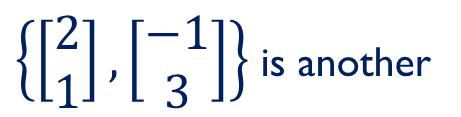 {[2 1], [−1 3]} is another